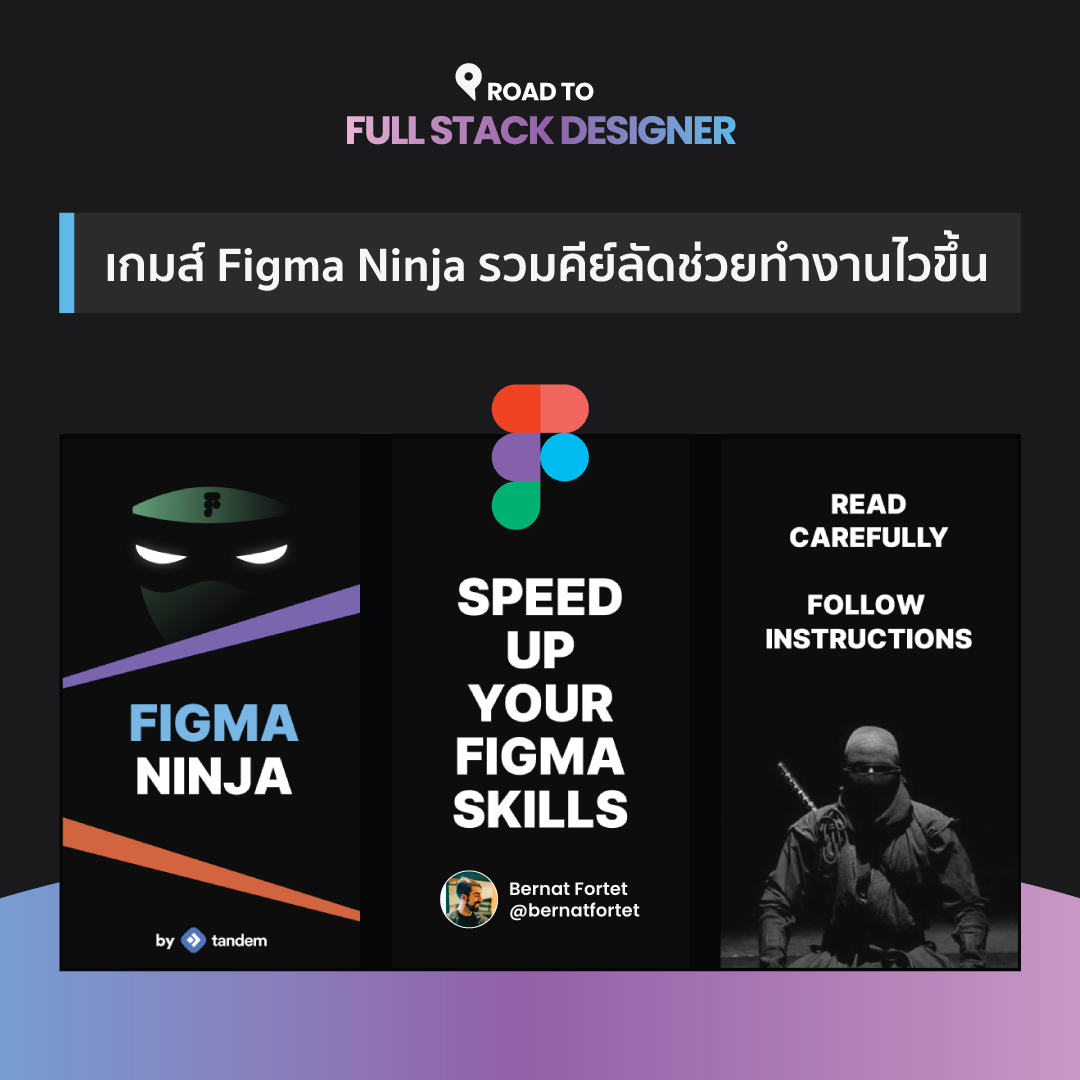 ROAD TO
FULL STACK DESIGNER
เกมส์ Figma Ninja รวมคีย์ลัดช่วยทำงานไวขึ้น
FIGMA
NINJA
by tandem
SPEED
UP
YOUR
FIGMA
SKILLS
Bernat Fortet
@bernatfortet
READ
CAREFULLY
FOLLOW
INSTRUCTIONS